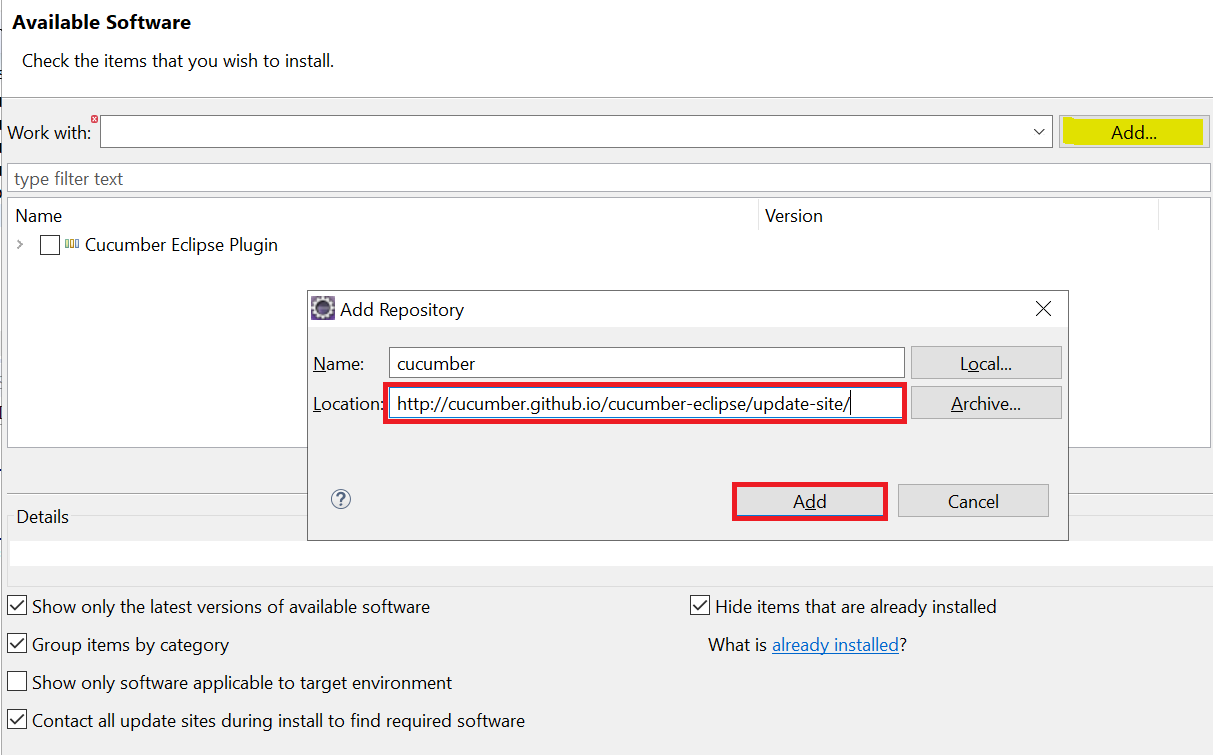 Available Software
Check the items that you wish to install.
Work with:
Add...
type filter text
Name Version
Cucumber Eclipse Plugin
Add Repository
Name: cucumber Local...
Location: http://cucumber.github.io/cucumber-eclipse/update-site/ Archive...
Add Cancel
Details
Show only the latest versions of available software
Hide items that are already installed
Group items by category
What is already installed?
Show only software applicable to target environment
Contact all update sites during install to find required software